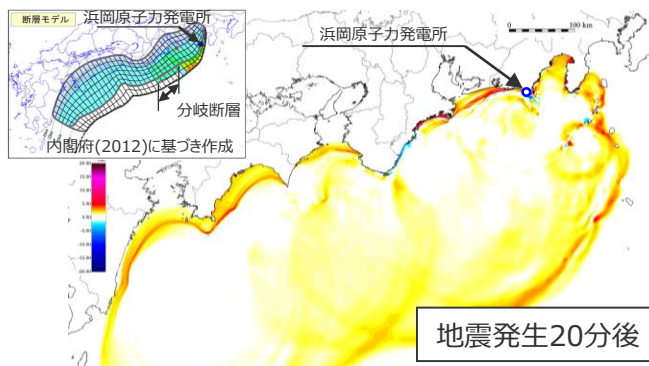 断層モデル
浜岡原子力発電所
分岐断層
内閣府(2012)に基づき作成
浜岡原子力発電所
0 100 km
地震発生20分後